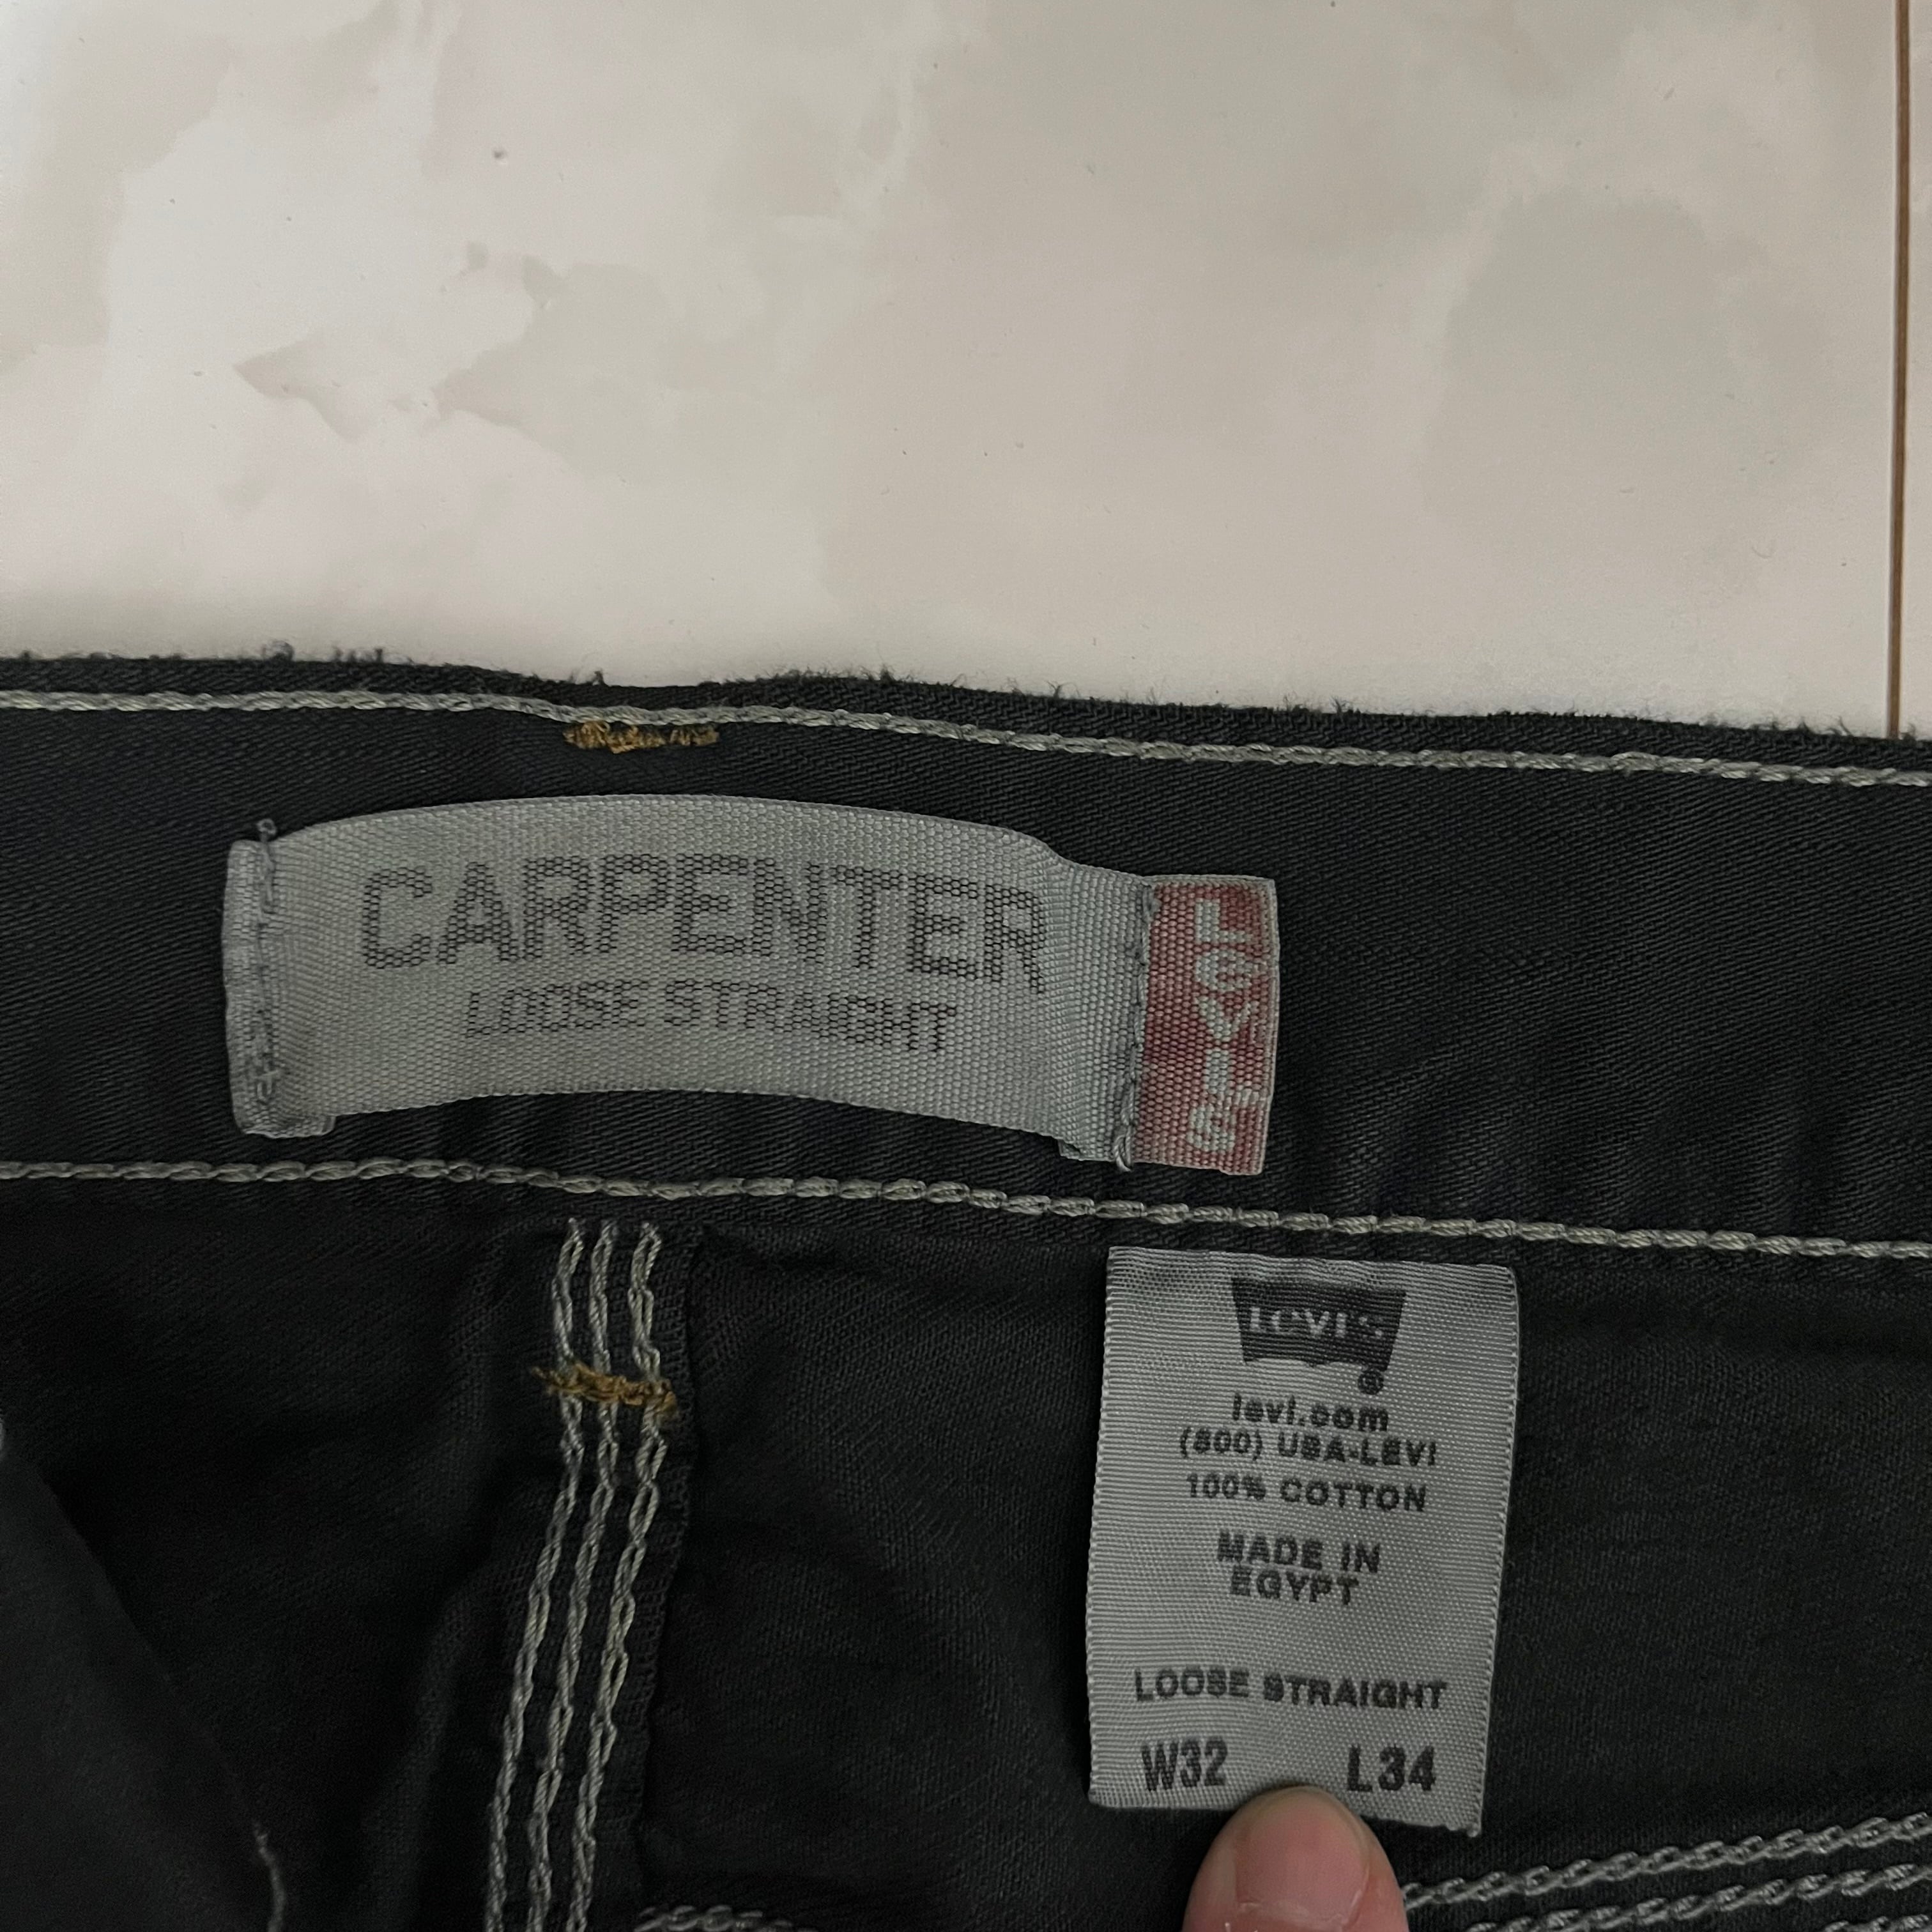 CARPENTER
LOOSE STRAIGHT
LEVI'S
LEVI'S
®
levi.com
(800) USA-LEVI
100% COTTON
MADE IN
EGYPT
LOOSE STRAIGHT
W32 L34